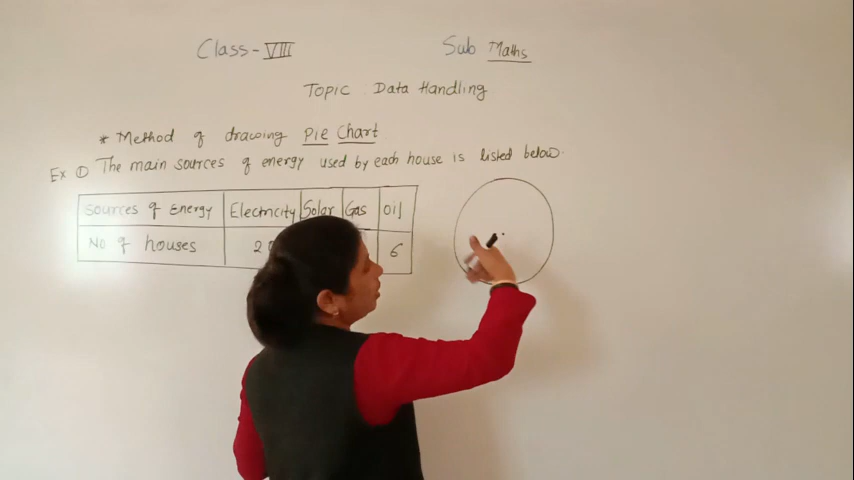 Class-VIII Sub Maths
Topic Data Handling
* Method of drawing Pie Chart
Ex ① The main sources of energy used by each house is listed below.
Sources of Energy Electricity Solar Gas Oil
No of houses 6